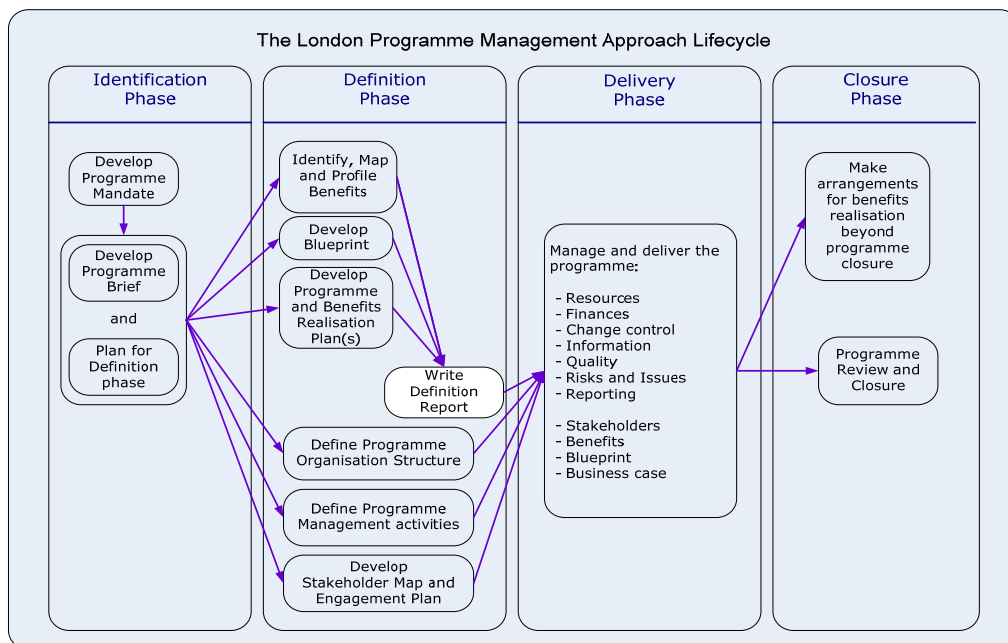 The London Programme Management Approach Lifecycle
Identification
Phase
Develop
Programme
Mandate
Develop
Programme
Brief
and
Plan for
Definition
phase
Definition
Phase
Identify, Map
and Profile
Benefits
Develop
Blueprint
Develop
Programme
and Benefits
Realisation
Plan(s)
Write
Definition
Report
Define Programme
Organisation Structure
Define Programme
Management activities
Develop
Stakeholder Map and
Engagement Plan
Delivery
Phase
Manage and deliver the
programme:
- Resources
- Finances
- Change control
- Information
- Quality
- Risks and Issues
- Reporting
- Stakeholders
- Benefits
- Blueprint
- Business case
Closure
Phase
Make
arrangements
for benefits
realisation
beyond
programme
closure
Programme
Review and
Closure